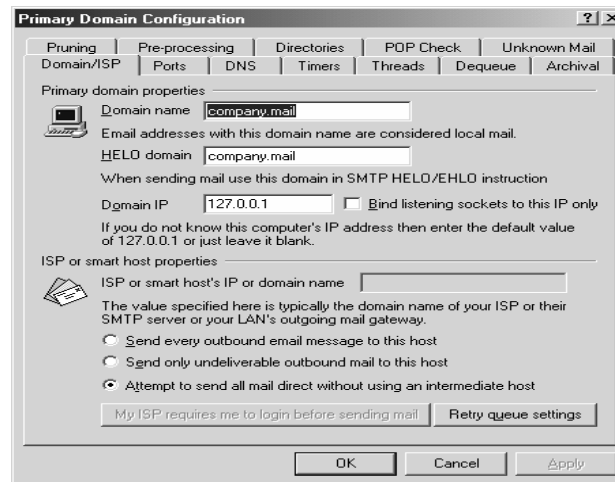 Primary Domain Configuration
Pruning Pre-processing Directories POP Check Unknown Mail
Domain/ISP Ports DNS Timers Threads Dequeue Archival
Primary domain properties
Domain name company.mail
Email addresses with this domain name are considered local mail.
HELO domain company.mail
When sending mail use this domain in SMTP HELO/EHLO instruction
Domain IP 127.0.0.1 Bind listening sockets to this IP only
If you do not know this computer's IP address then enter the default value
of 127.0.0.1 or just leave it blank.
ISP or smart host properties
ISP or smart host's IP or domain name
The value specified here is typically the domain name of your ISP or their
SMTP server or your LAN's outgoing mail gateway.
Send every outbound email message to this host
Send only undeliverable outbound mail to this host
Attempt to send all mail direct without using an intermediate host
My ISP requires me to login before sending mail Retry queue settings
OK Cancel Apply